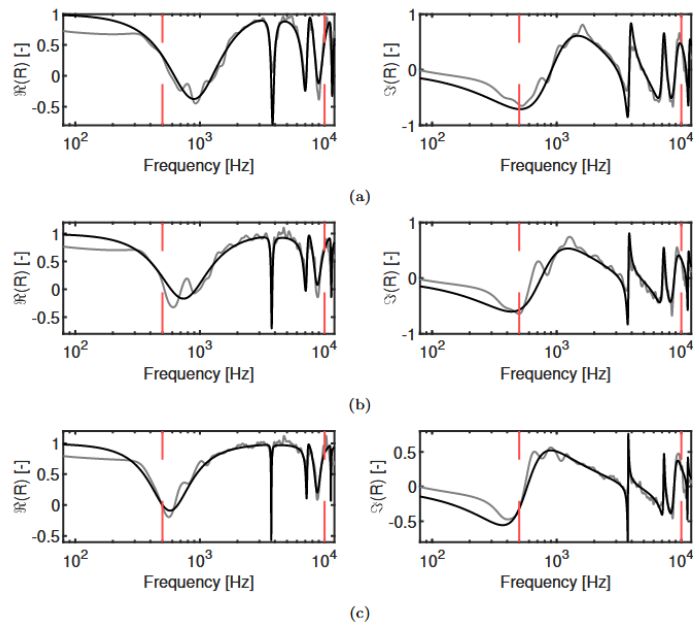 1
0.5
0
-0.5
ℜ(R) [-]
10² 10³ 10⁴
Frequency [Hz]
1
0
-1
ℑ(R) [-]
10² 10³ 10⁴
Frequency [Hz]
(a)
1
0.5
0
-0.5
ℜ(R) [-]
10² 10³ 10⁴
Frequency [Hz]
1
0
-1
ℑ(R) [-]
10² 10³ 10⁴
Frequency [Hz]
(b)
1
0.5
0
-0.5
ℜ(R) [-]
10² 10³ 10⁴
Frequency [Hz]
0.5
0
-0.5
ℑ(R) [-]
10² 10³ 10⁴
Frequency [Hz]
(c)